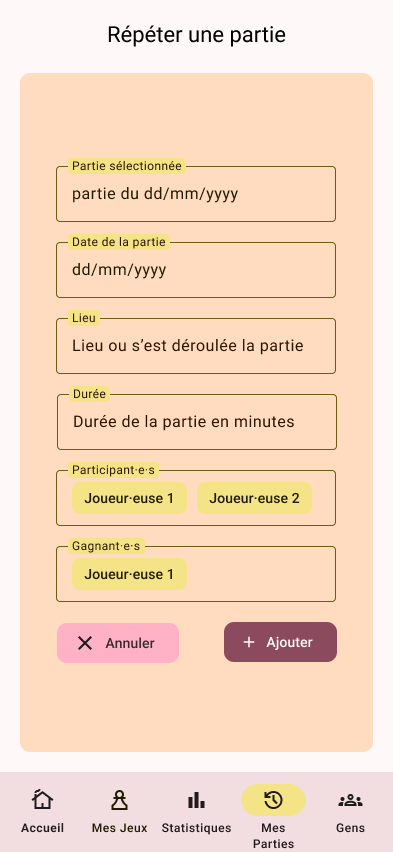 Répéter une partie
Partie sélectionnée
partie du dd/mm/yyyy
Date de la partie
dd/mm/yyyy
Lieu
Lieu ou s’est déroulée la partie
Durée
Durée de la partie en minutes
Participant·e·s
Joueur·euse 1 Joueur·euse 2
Gagnant·e·s
Joueur·euse 1
Annuler Ajouter
Accueil Mes Jeux Statistiques Mes Gens
Parties